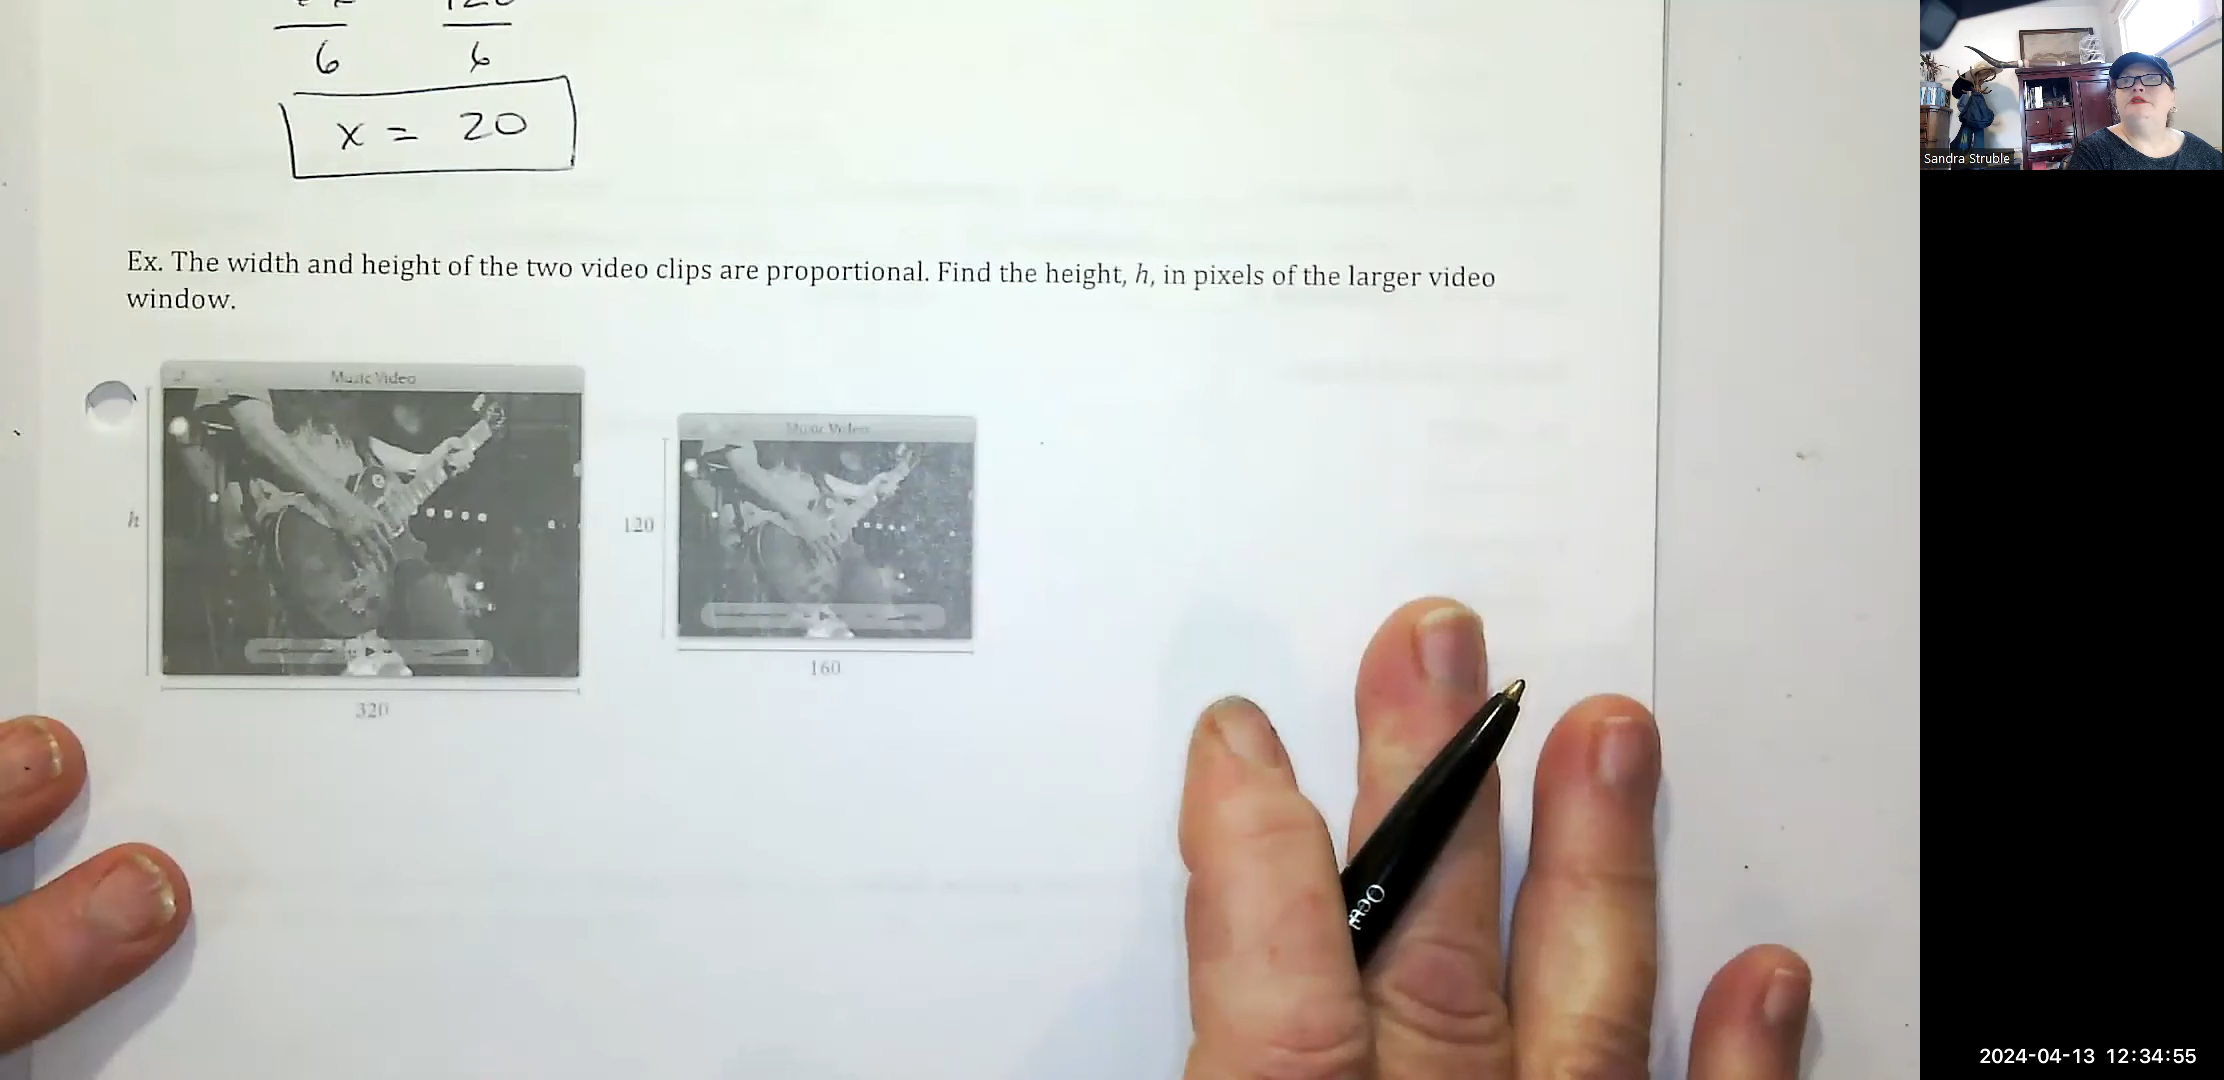 6 6
x = 20
Sandra Struble
Ex. The width and height of the two video clips are proportional. Find the height, h, in pixels of the larger video
window.
Music Video
Music Video
h
120
160
320
2024-04-13 12:34:55